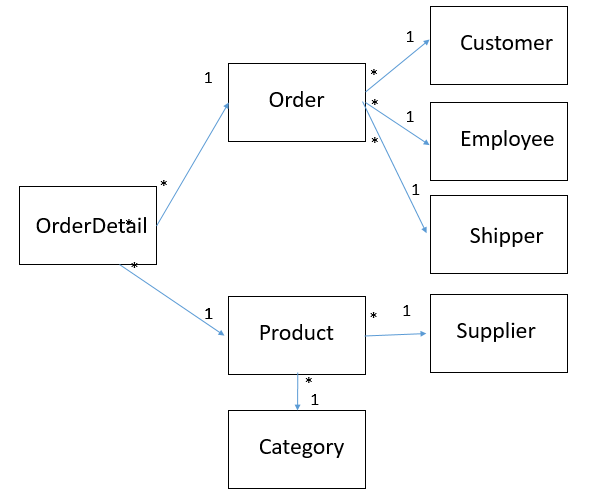 Customer
1
*
Order
1
*
1
Employee
*
1
Shipper
*
OrderDetail
*
*
1
Product
*
1
Supplier
*
1
Category